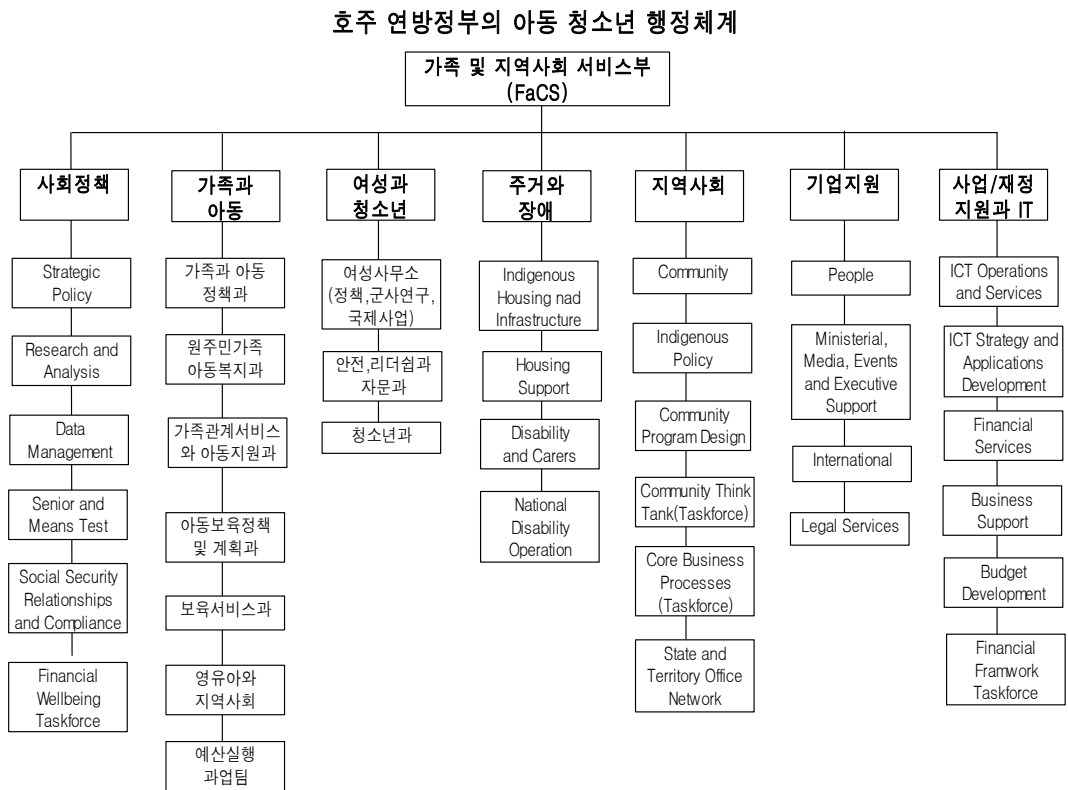 호주 연방정부의 아동 청소년 행정체계
가족 및 지역사회 서비스부
(FaCS)
사회정책
Strategic
Policy
Research and
Analysis
Data
Management
Senior and
Means Test
Social Security
Relationships
and Compliance
Financial
Wellbeing
Taskforce
가족과
아동
가족과 아동
정책과
원주민가족
아동복지과
가족관계서비스
와 아동지원과
아동보육정책
및 계획과
보육서비스과
영유아와
지역사회
예산실행
과업팀
여성과
청소년
여성사무소
(정책,군사연구,
국제사업)
안전,리더쉽과
자문과
청소년과
주거와
장애
Indigenous
Housing nad
Infrastructure
Housing
Support
Disability
and Carers
National
Disability
Operation
지역사회
Community
Indigenous
Policy
Community
Program Design
Community Think
Tank(Taskforce)
Core Business
Processes
(Taskforce)
State and
Territory Office
Network
기업지원
People
Ministerial,
Media, Events
and Executive
Support
International
Legal Services
사업/재정
지원과 IT
ICT Operations
and Services
ICT Strategy and
Applications
Development
Financial
Services
Business
Support
Budget
Development
Financial
Framwork
Taskforce